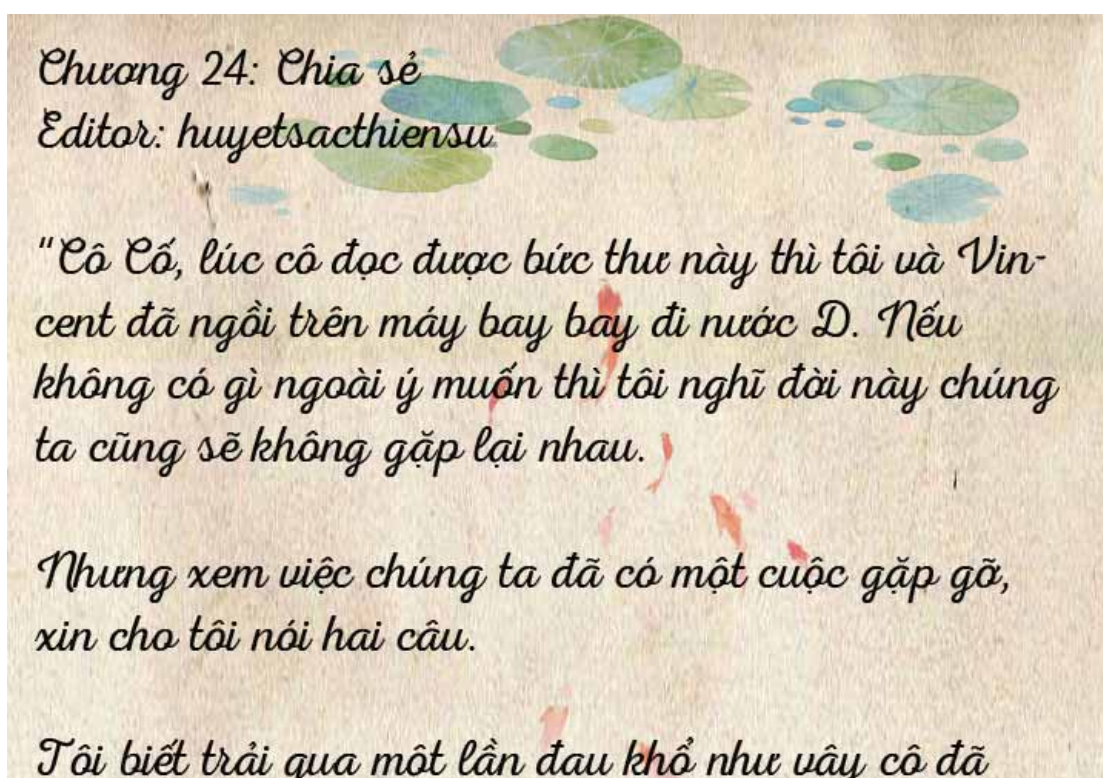 Chương 24: Chia sẻ
Editor: huyetsacthiensu
"Cô Cố, lúc cô đọc được bức thư này thì tôi và Vin-
cent đã ngồi trên máy bay bay đi nước D. Nếu
không có gì ngoài ý muốn thì tôi nghĩ đời này chúng
ta cũng sẽ không gặp lại nhau.
Nhưng xem việc chúng ta đã có một cuộc gặp gỡ,
xin cho tôi nói hai câu.
Tôi biết trải qua một lần đau khổ như vậy cô đã